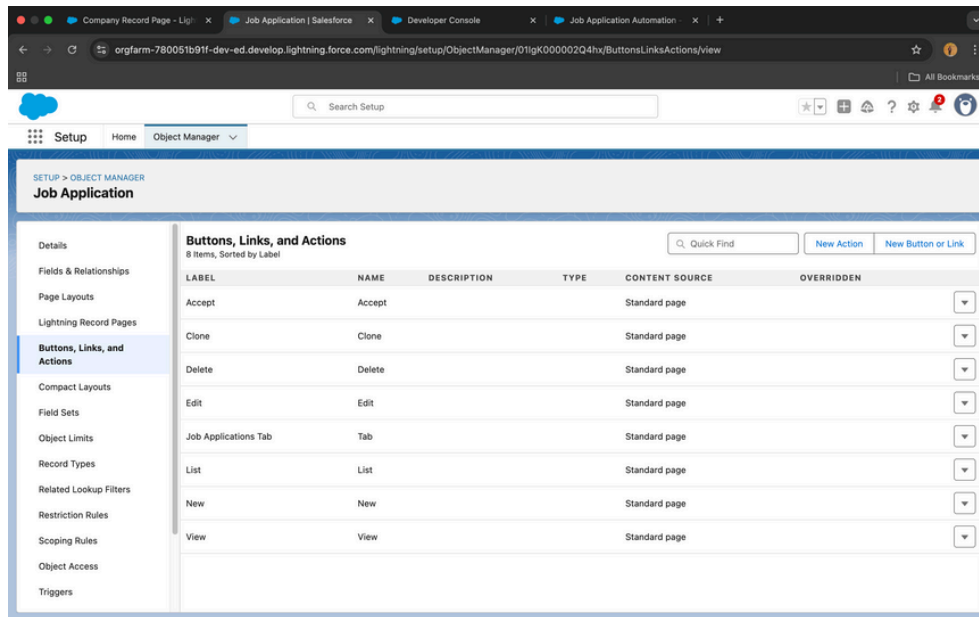 Company Record Page - Ligh
Job Application | Salesforce
Developer Console
Job Application Automation
orgfarm-780051b91f-dev-ed.develop.lightning.force.com/lightning/setup/ObjectManager/01IgK000002Q4hx/ButtonsLinksActions/view
All Bookmarks
Search Setup
2
Setup Home Object Manager
SETUP > OBJECT MANAGER
Job Application
Details
Fields & Relationships
Page Layouts
Lightning Record Pages
Buttons, Links, and
Actions
Compact Layouts
Field Sets
Object Limits
Record Types
Related Lookup Filters
Restriction Rules
Scoping Rules
Object Access
Triggers
Buttons, Links, and Actions
8 Items, Sorted by Label
Quick Find
New Action
New Button or Link
LABEL NAME DESCRIPTION TYPE CONTENT SOURCE OVERRIDDEN
Accept Accept Standard page
Clone Clone Standard page
Delete Delete Standard page
Edit Edit Standard page
Job Applications Tab Tab Standard page
List List Standard page
New New Standard page
View View Standard page